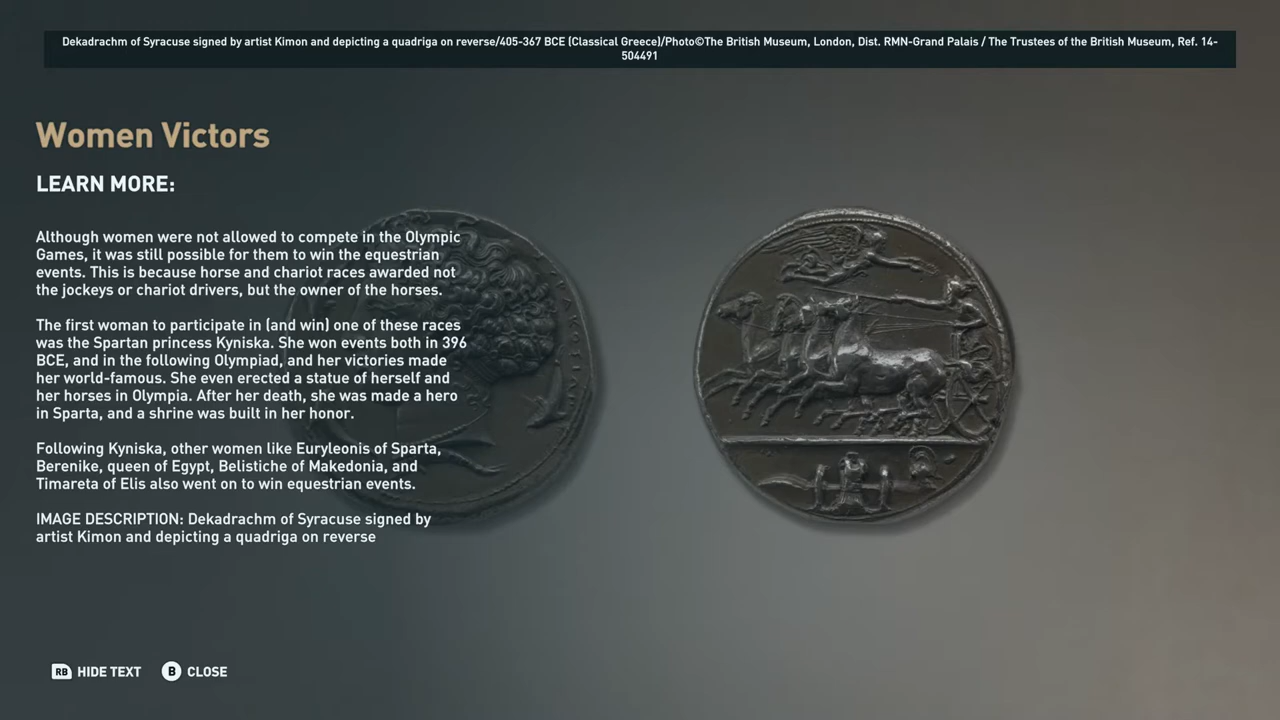 Dekadrachm of Syracuse signed by artist Kimon and depicting a quadriga on reverse/405-367 BCE (Classical Greece)/Photo©The British Museum, London, Dist. RMN-Grand Palais / The Trustees of the British Museum, Ref. 14-
504491
Women Victors
LEARN MORE:
Although women were not allowed to compete in the Olympic
Games, it was still possible for them to win the equestrian
events. This is because horse and chariot races awarded not
the jockeys or chariot drivers, but the owner of the horses.
The first woman to participate in (and win) one of these races
was the Spartan princess Kyniska. She won events both in 396
BCE, and in the following Olympiad, and her victories made
her world-famous. She even erected a statue of herself and
her horses in Olympia. After her death, she was made a hero
in Sparta, and a shrine was built in her honor.
Following Kyniska, other women like Euryleonis of Sparta,
Berenike, queen of Egypt, Belistiche of Makedonia, and
Timareta of Elis also went on to win equestrian events.
IMAGE DESCRIPTION: Dekadrachm of Syracuse signed by
artist Kimon and depicting a quadriga on reverse
RB HIDE TEXT B CLOSE